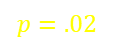 p = .02